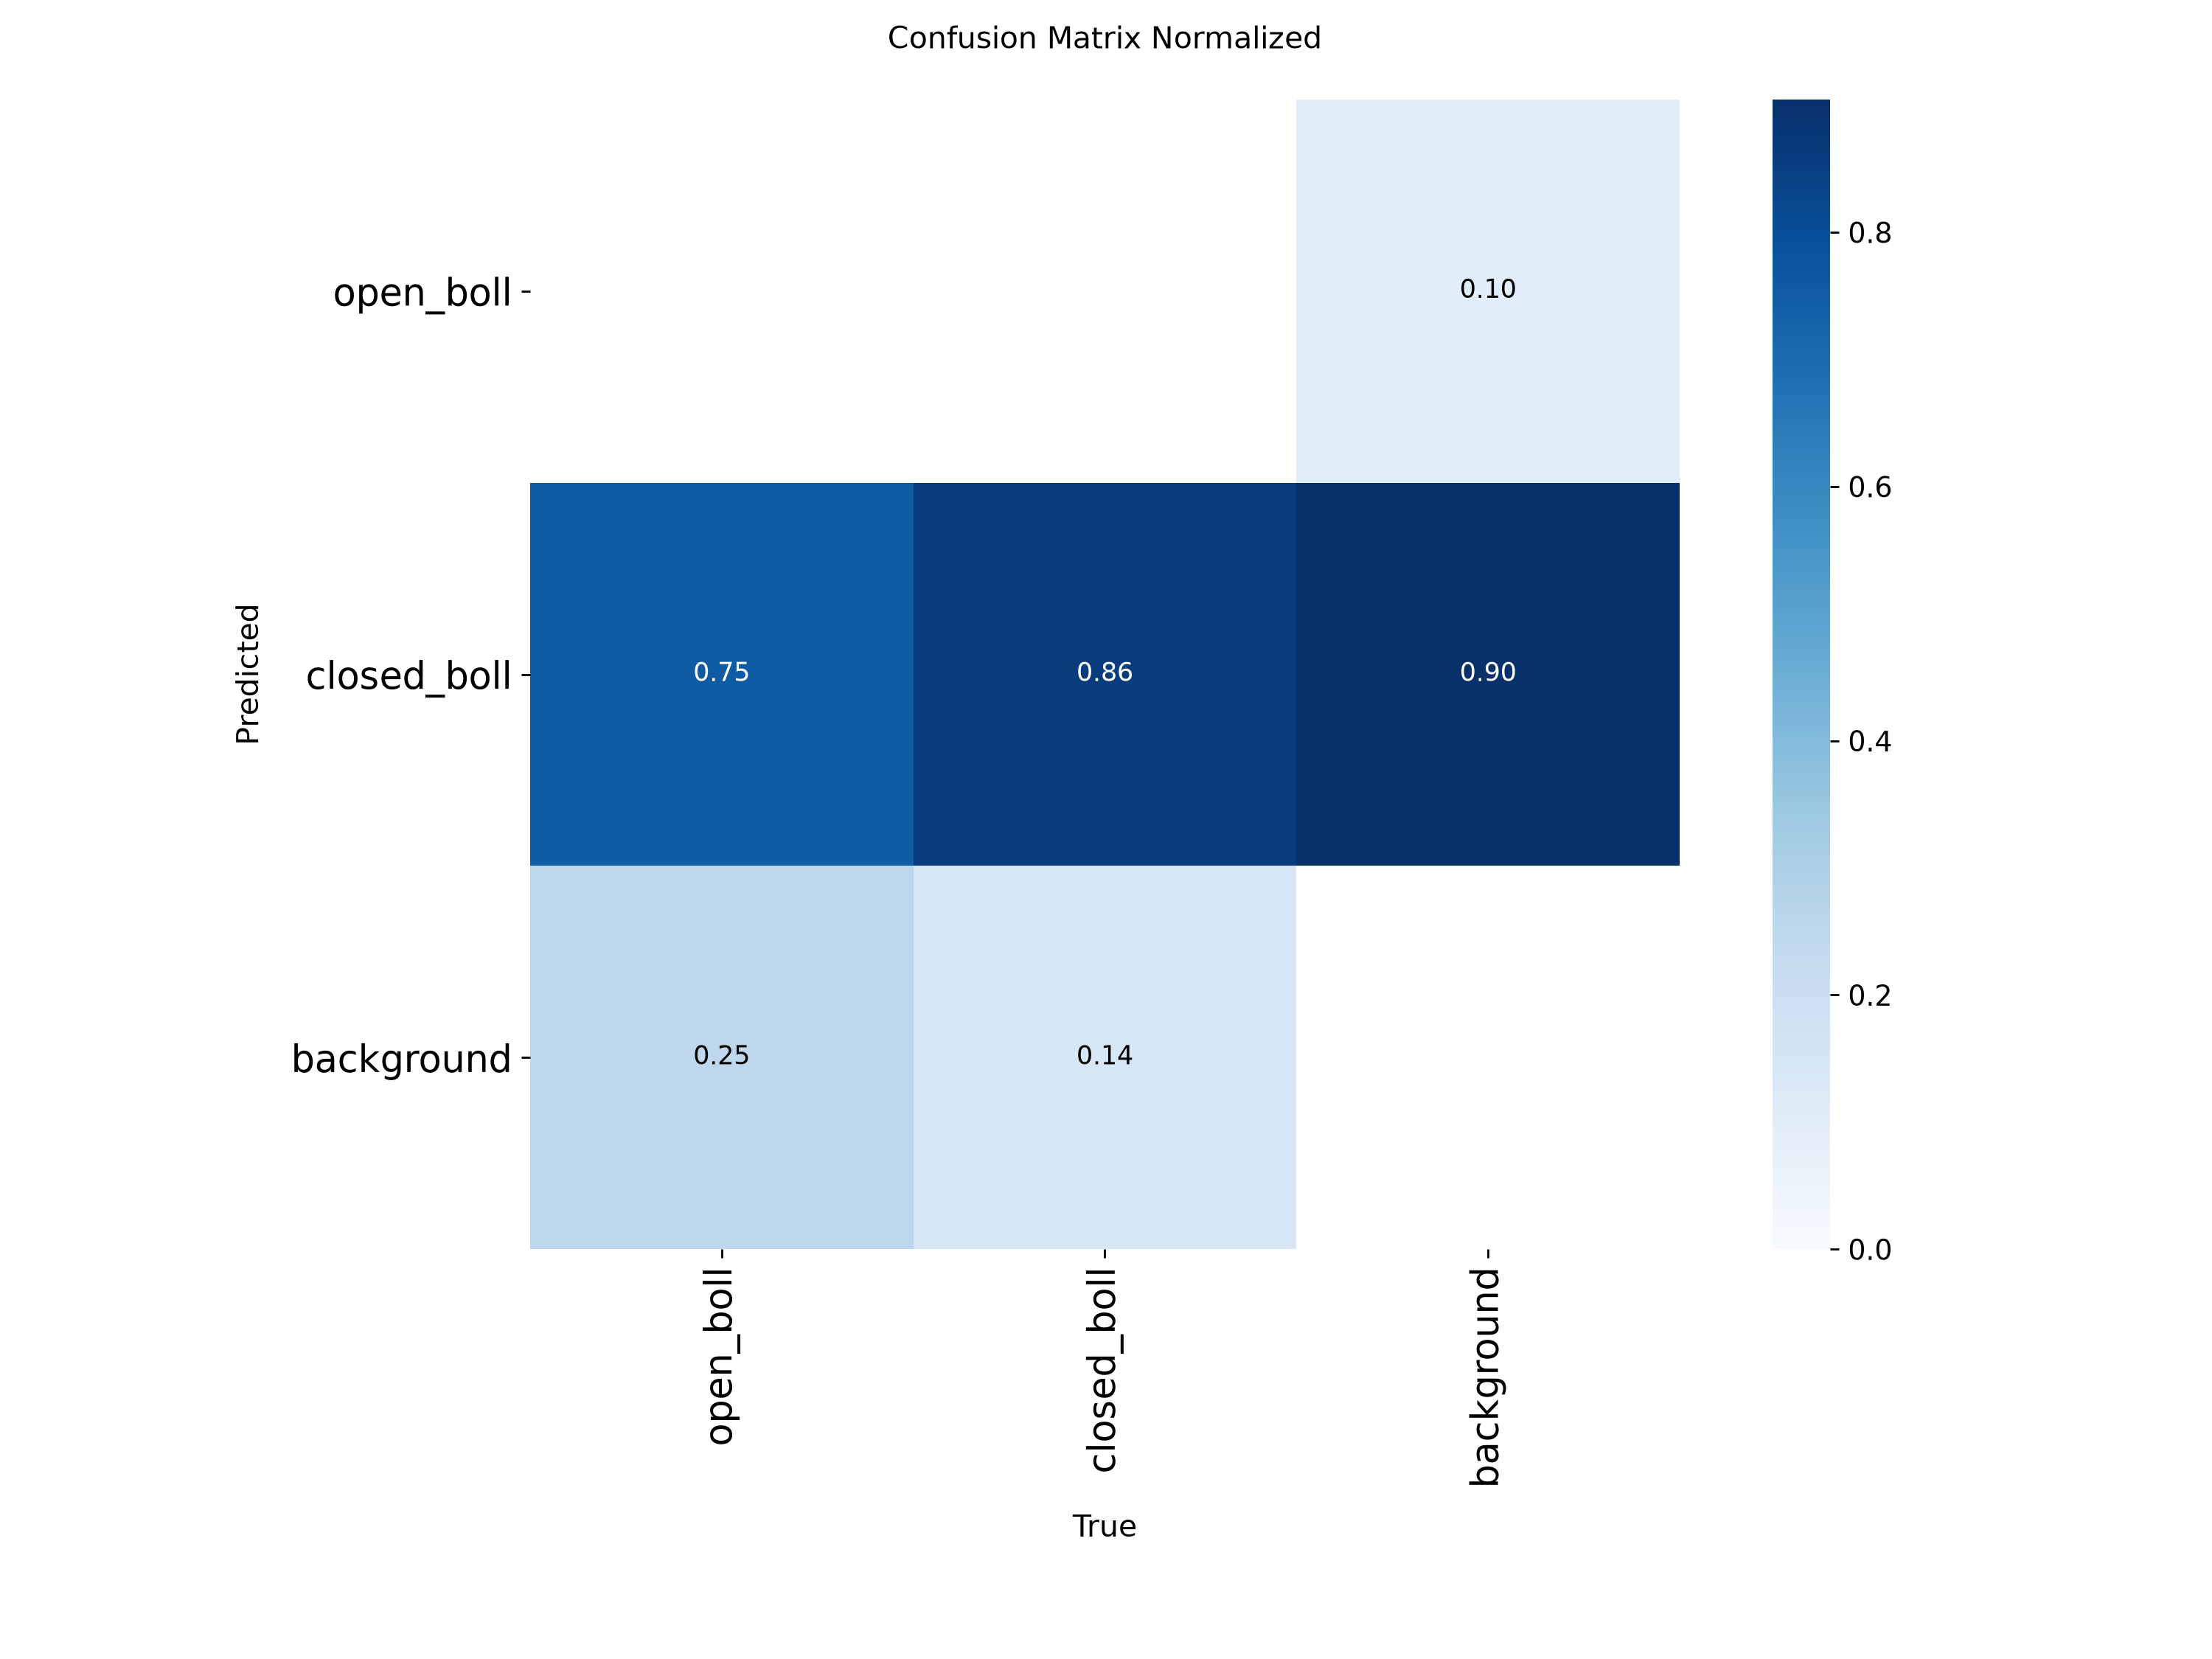 Confusion Matrix Normalized
open_boll
closed_boll
background
Predicted
0.10
0.75 0.86 0.90
0.25 0.14
open_boll
closed_boll
background
True
0.8
0.6
0.4
0.2
0.0